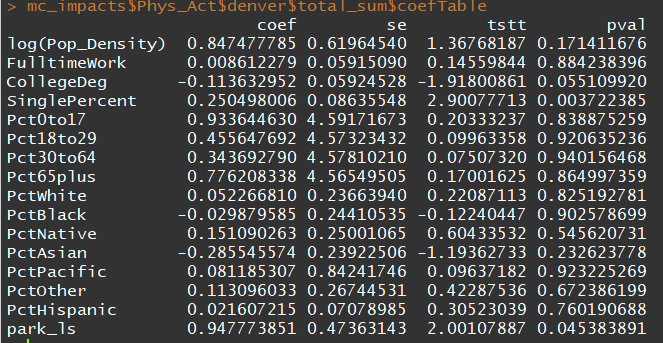 > mc_impacts$Phys_Act$denver$total_sum$coefTable
coef se tstt pval
log(Pop_Density) 0.847477785 0.61964540 1.36768187 0.171411676
FulltimeWork 0.008612279 0.05915090 0.14559844 0.884238396
CollegeDeg -0.113632952 0.05924528 -1.91800861 0.055109920
SinglePercent 0.250498006 0.08635548 2.90077713 0.003722385
Pct0to17 0.933644630 4.59171673 0.20333237 0.838875259
Pct18to29 0.455647692 4.57323432 0.09963358 0.920635236
Pct30to64 0.343692790 4.57810210 0.07507320 0.940156468
Pct65plus 0.776208338 4.56549505 0.17001625 0.864997359
PctWhite 0.052266810 0.23663940 0.22087113 0.825192781
PctBlack -0.029879585 0.24410535 -0.12240447 0.902578699
PctNative 0.151090263 0.25001065 0.60433532 0.545620731
PctAsian -0.285545574 0.23922506 -1.19362733 0.232623778
PctPacific 0.081185307 0.84241746 0.09637182 0.923225269
PctOther 0.113096033 0.26744531 0.42287536 0.672386199
PctHispanic 0.021607215 0.07078985 0.30523039 0.760190688
park_ls 0.947773851 0.47363143 2.00107887 0.045383891